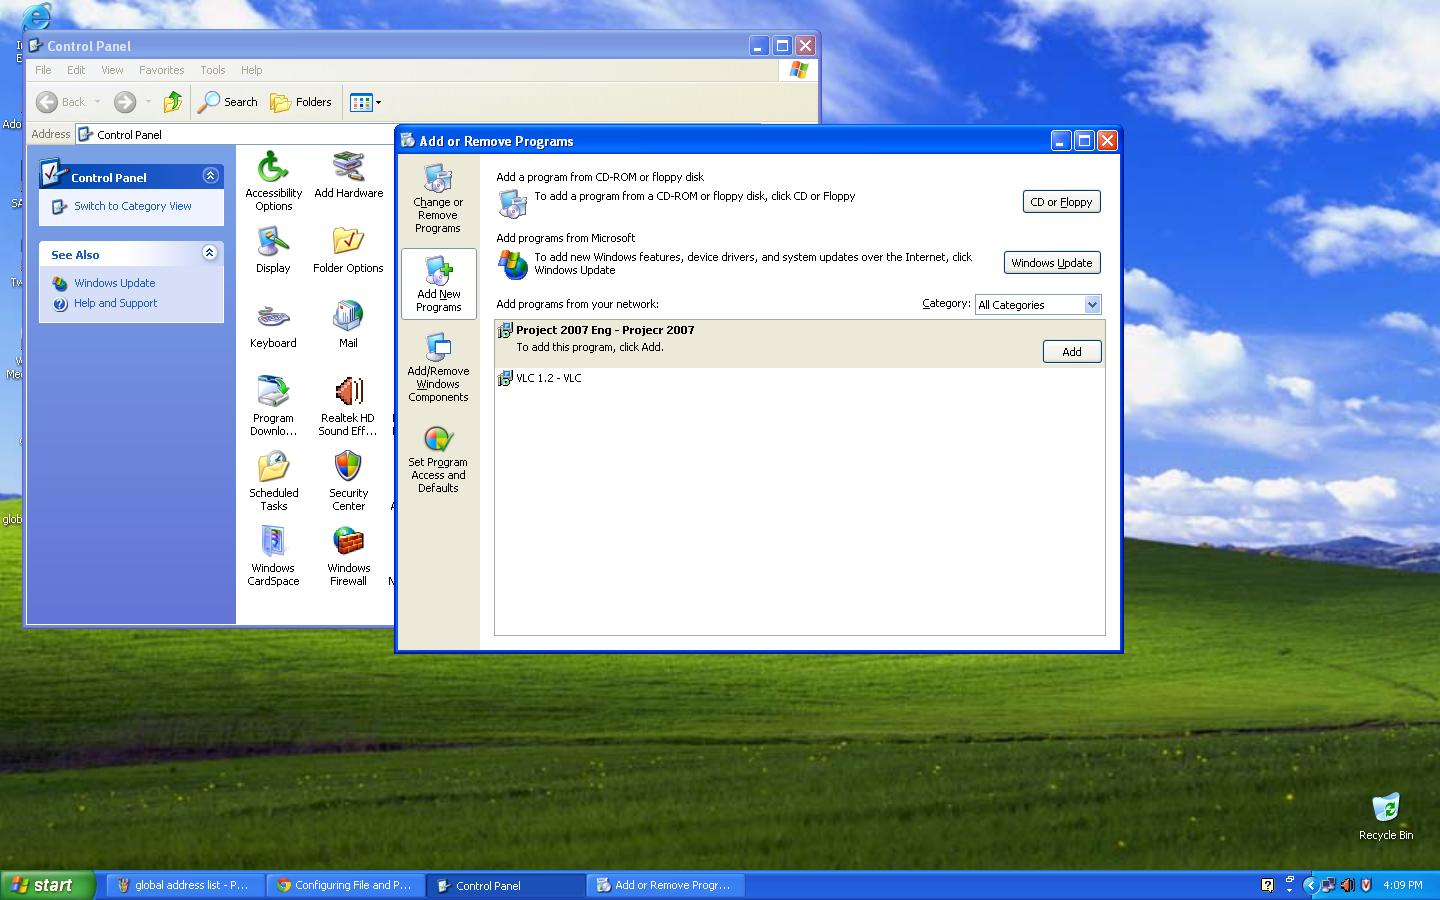 Control Panel
File Edit View Favorites Tools Help
Back Search Folders
Address Control Panel
Control Panel
Switch to Category View
See Also
Windows Update
Help and Support
Accessibility
Options
Add Hardware
Display
Folder Options
Keyboard
Mail
Program
Downlo...
Realtek HD
Sound Eff...
Scheduled
Tasks
Security
Center
Windows
CardSpace
Windows
Firewall
Add or Remove Programs
Change or
Remove
Programs
Add New
Programs
Add/Remove
Windows
Components
Set Program
Access and
Defaults
Add a program from CD-ROM or floppy disk
To add a program from a CD-ROM or floppy disk, click CD or Floppy
CD or Floppy
Add programs from Microsoft
To add new Windows features, device drivers, and system updates over the Internet, click
Windows Update
Windows Update
Add programs from your network:
Category: All Categories
Project 2007 Eng - Projecr 2007
To add this program, click Add.
Add
VLC 1.2 - VLC
Recycle Bin
start
global address list - P...
Configuring File and P...
Control Panel
Add or Remove Progr...
4:09 PM